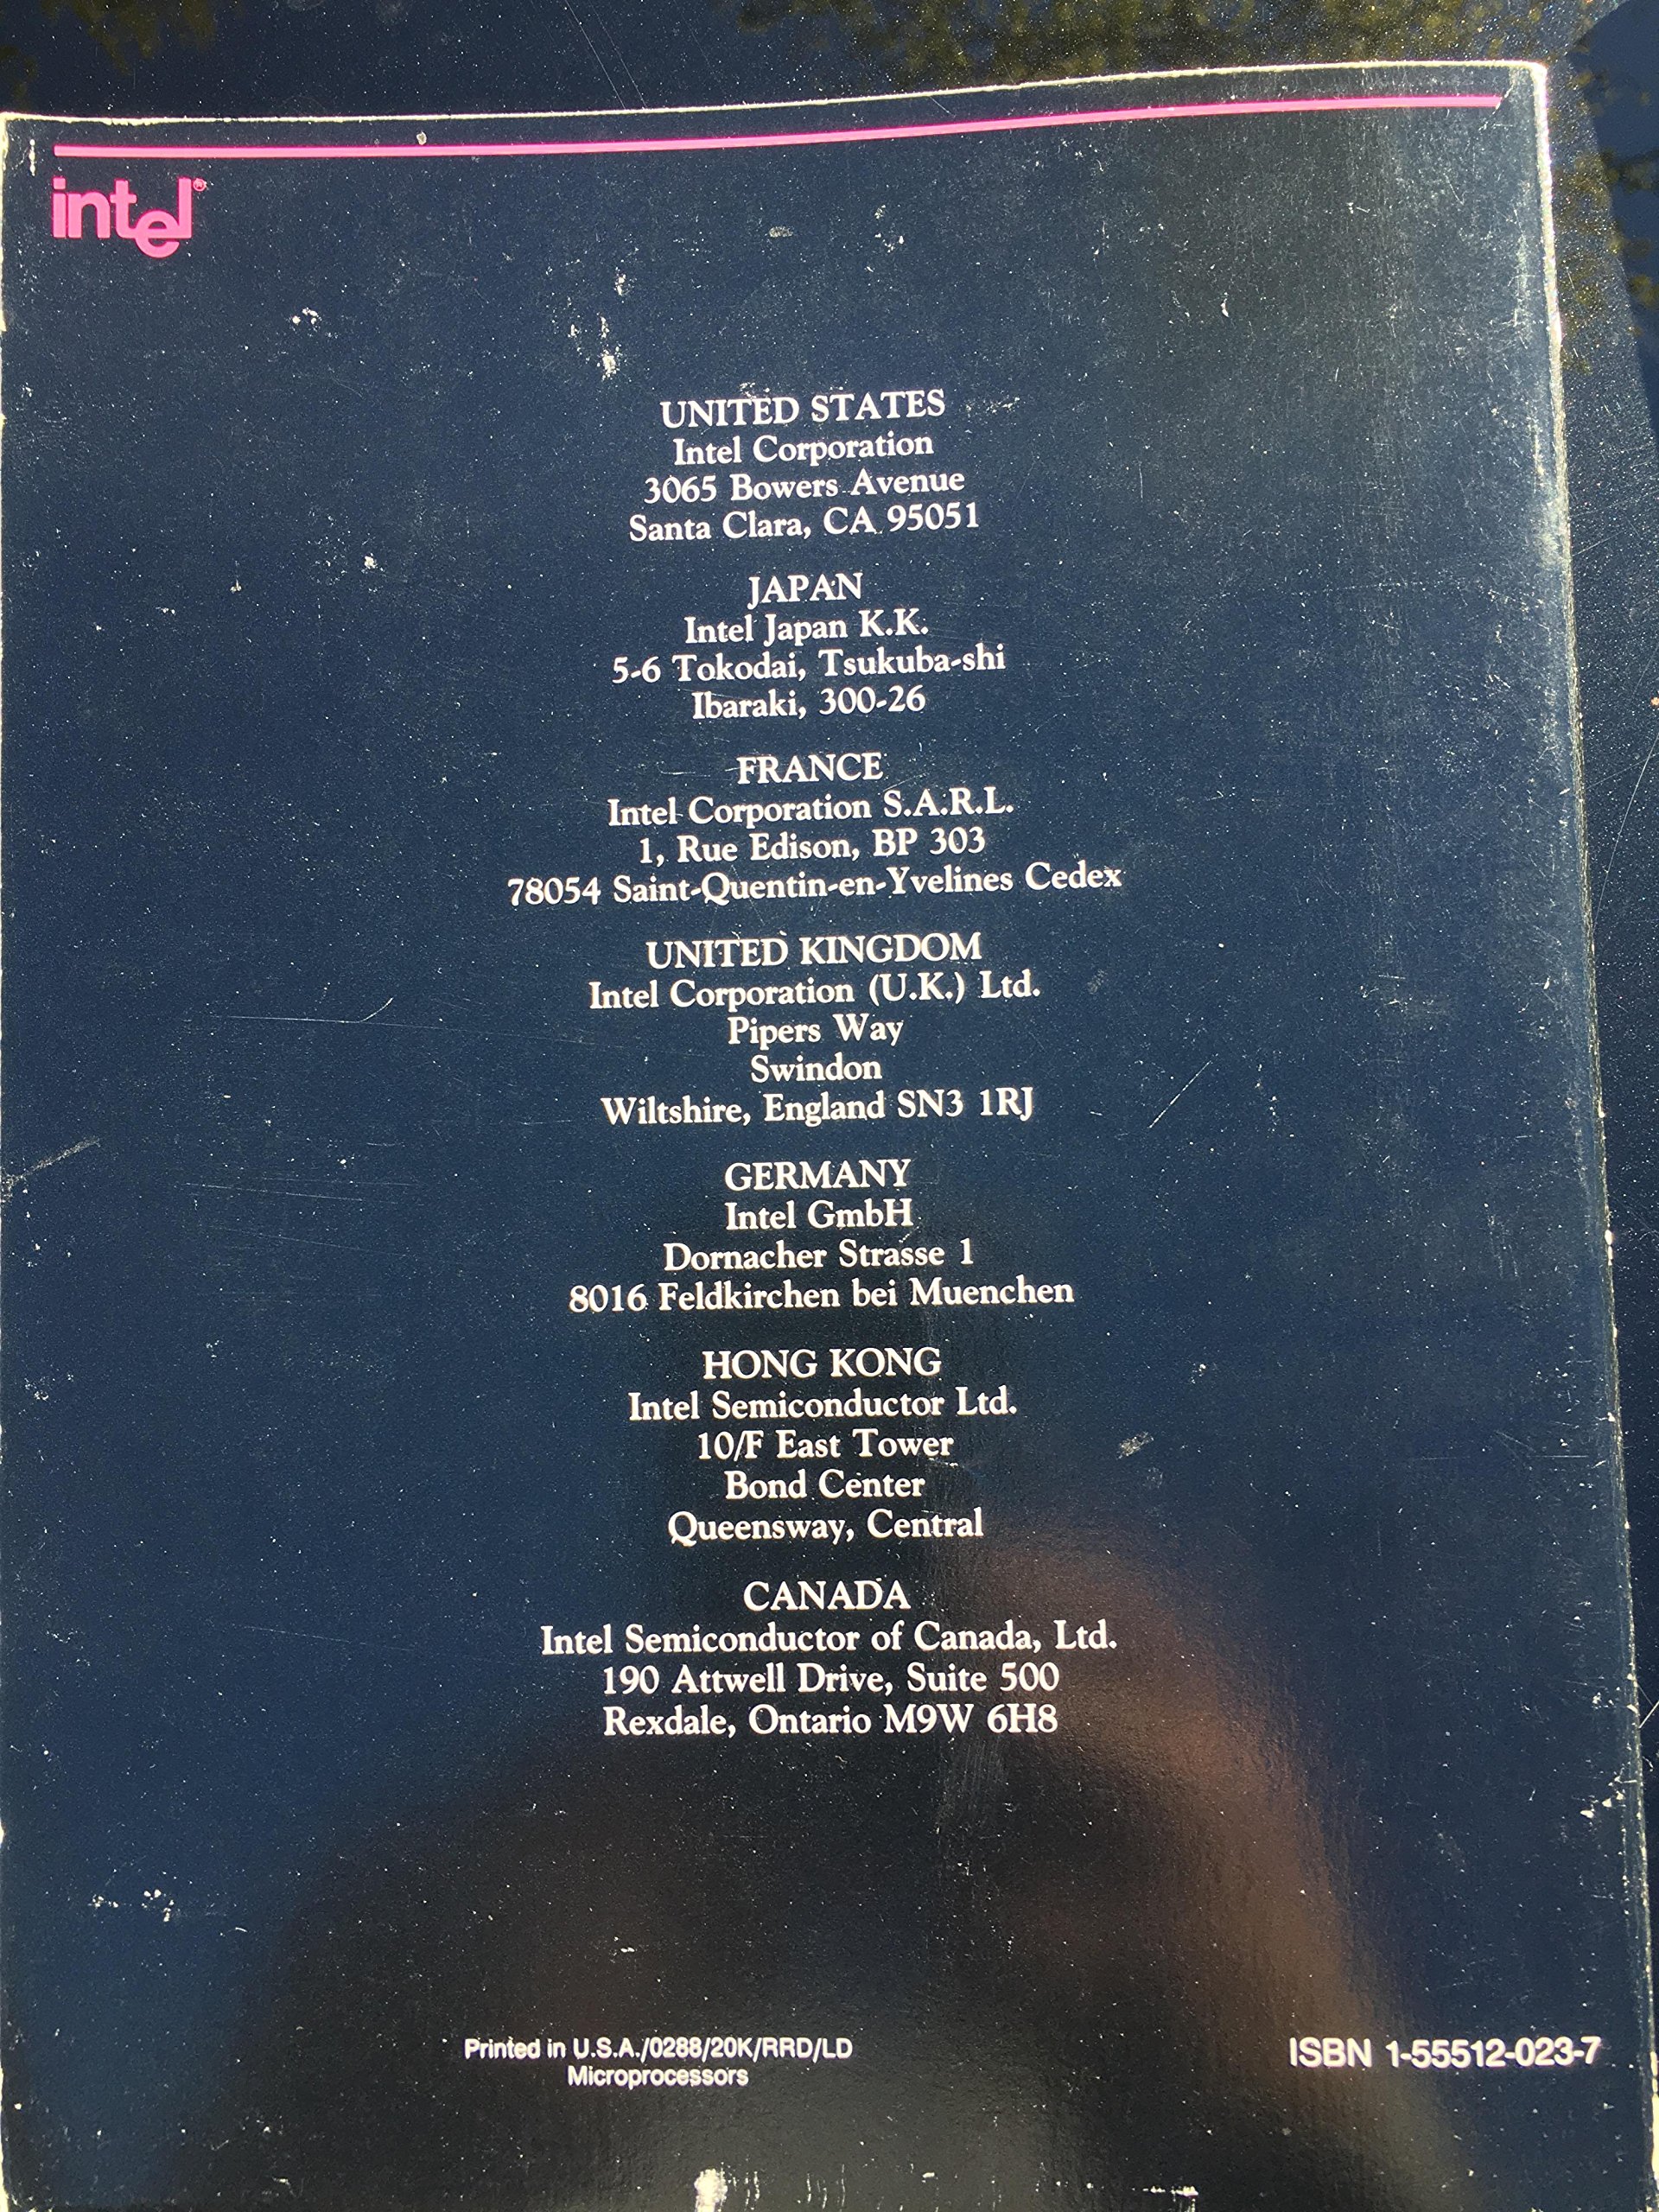 intel®
UNITED STATES
Intel Corporation
3065 Bowers Avenue
Santa Clara, CA 95051
JAPAN
Intel Japan K.K.
5-6 Tokodai, Tsukuba-shi
Ibaraki, 300-26
FRANCE
Intel Corporation S.A.R.L.
1, Rue Edison, BP 303
78054 Saint-Quentin-en-Yvelines Cedex
UNITED KINGDOM
Intel Corporation (U.K.) Ltd.
Pipers Way
Swindon
Wiltshire, England SN3 1RJ
GERMANY
Intel GmbH
Dornacher Strasse 1
8016 Feldkirchen bei Muenchen
HONG KONG
Intel Semiconductor Ltd.
10/F East Tower
Bond Center
Queensway, Central
CANADA
Intel Semiconductor of Canada, Ltd.
190 Attwell Drive, Suite 500
Rexdale, Ontario M9W 6H8
Printed in U.S.A./0288/20K/RRD/LD
Microprocessors
ISBN 1-55512-023-7